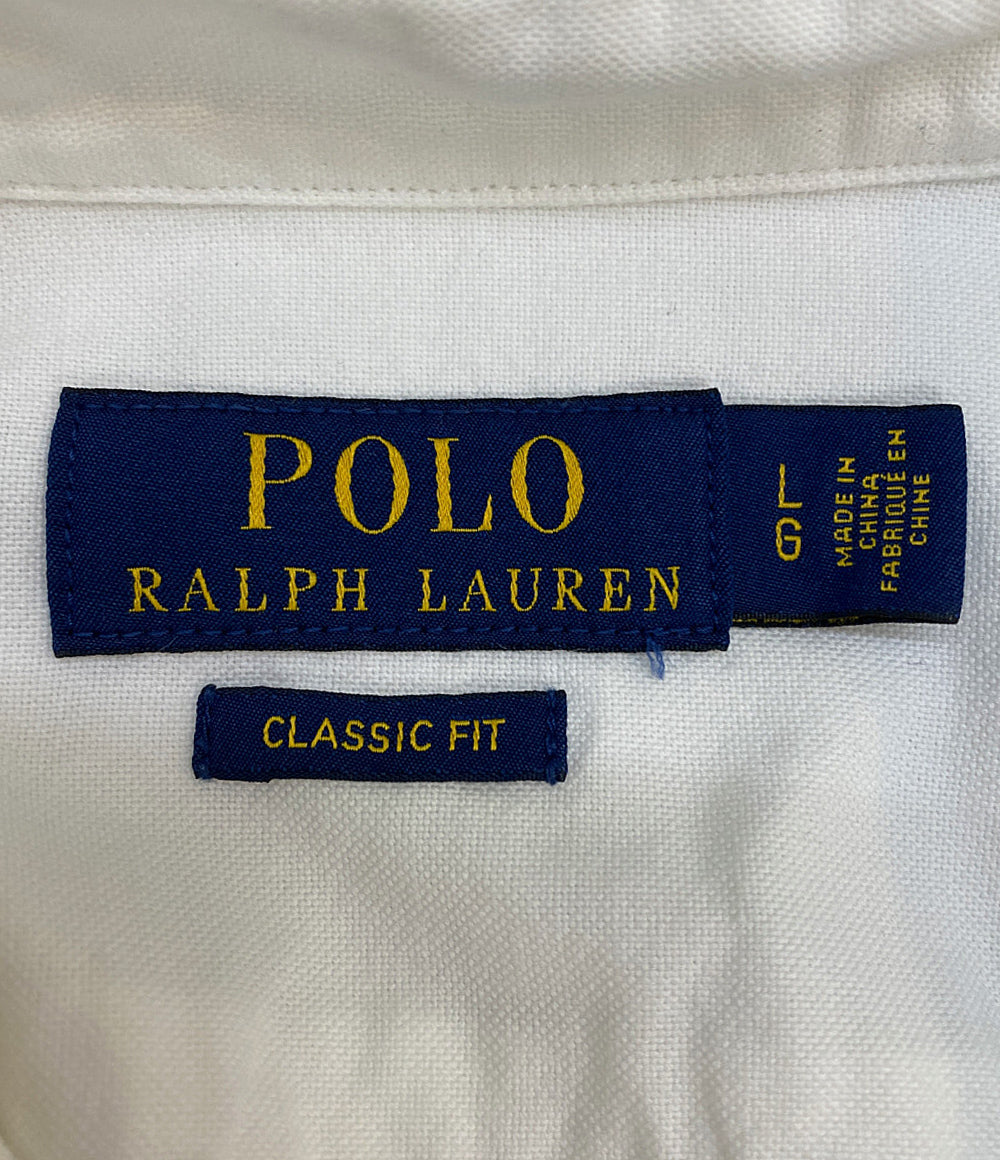 POLO
RALPH LAUREN
L
G
MADE IN
CHINA
FABRIQUÉ EN
CHINE
CLASSIC FIT